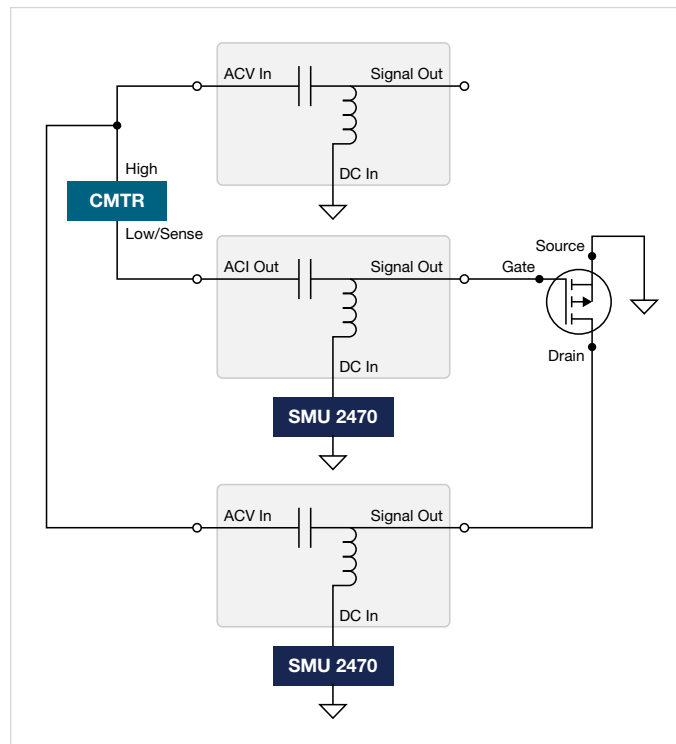 ACV In
Signal Out
DC In
High
CMTR
Low/Sense
ACI Out
Signal Out
DC In
SMU 2470
Source
Gate
Drain
ACV In
Signal Out
DC In
SMU 2470